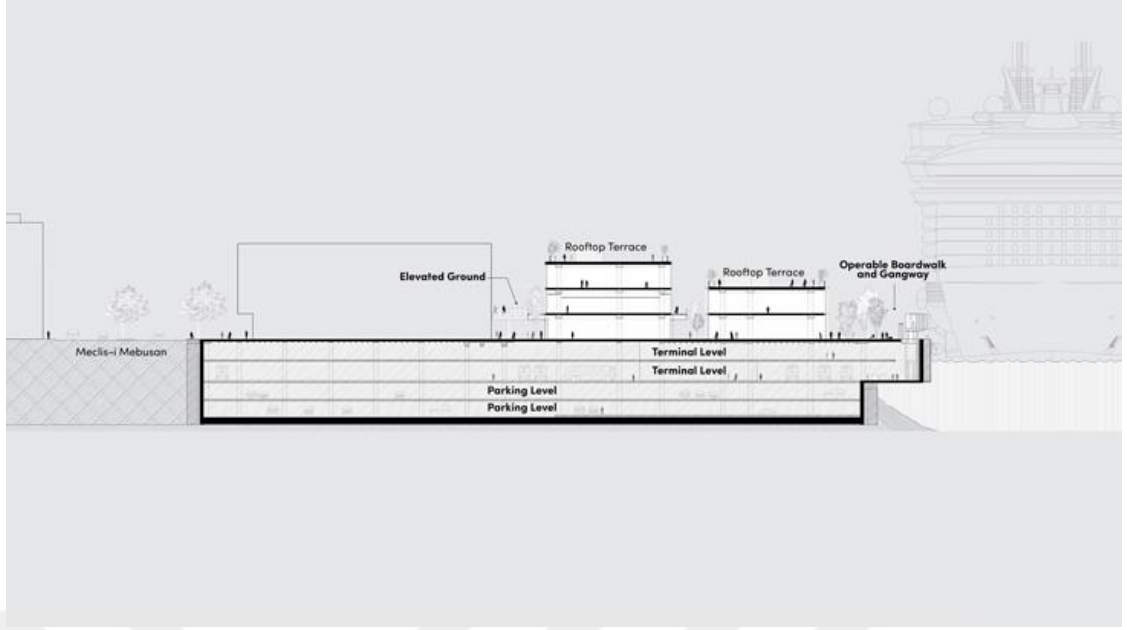 Rooftop Terrace
Rooftop Terrace
Operable Boardwalk
and Gangway
Elevated Ground
Meclis-i Mebusan
Terminal Level
Terminal Level
Parking Level
Parking Level